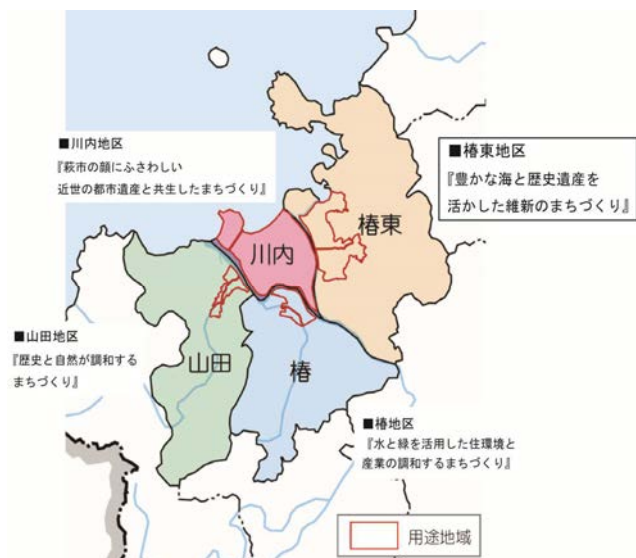 ■川内地区
『萩市の顔にふさわしい
近世の都市遺産と共生したまちづくり』
■椿東地区
『豊かな海と歴史遺産を
活かした維新のまちづくり』
椿東
川内
■山田地区
『歴史と自然が調和する
まちづくり』
山田
椿
■椿地区
『水と緑を活用した住環境と
産業の調和するまちづくり』
用途地域